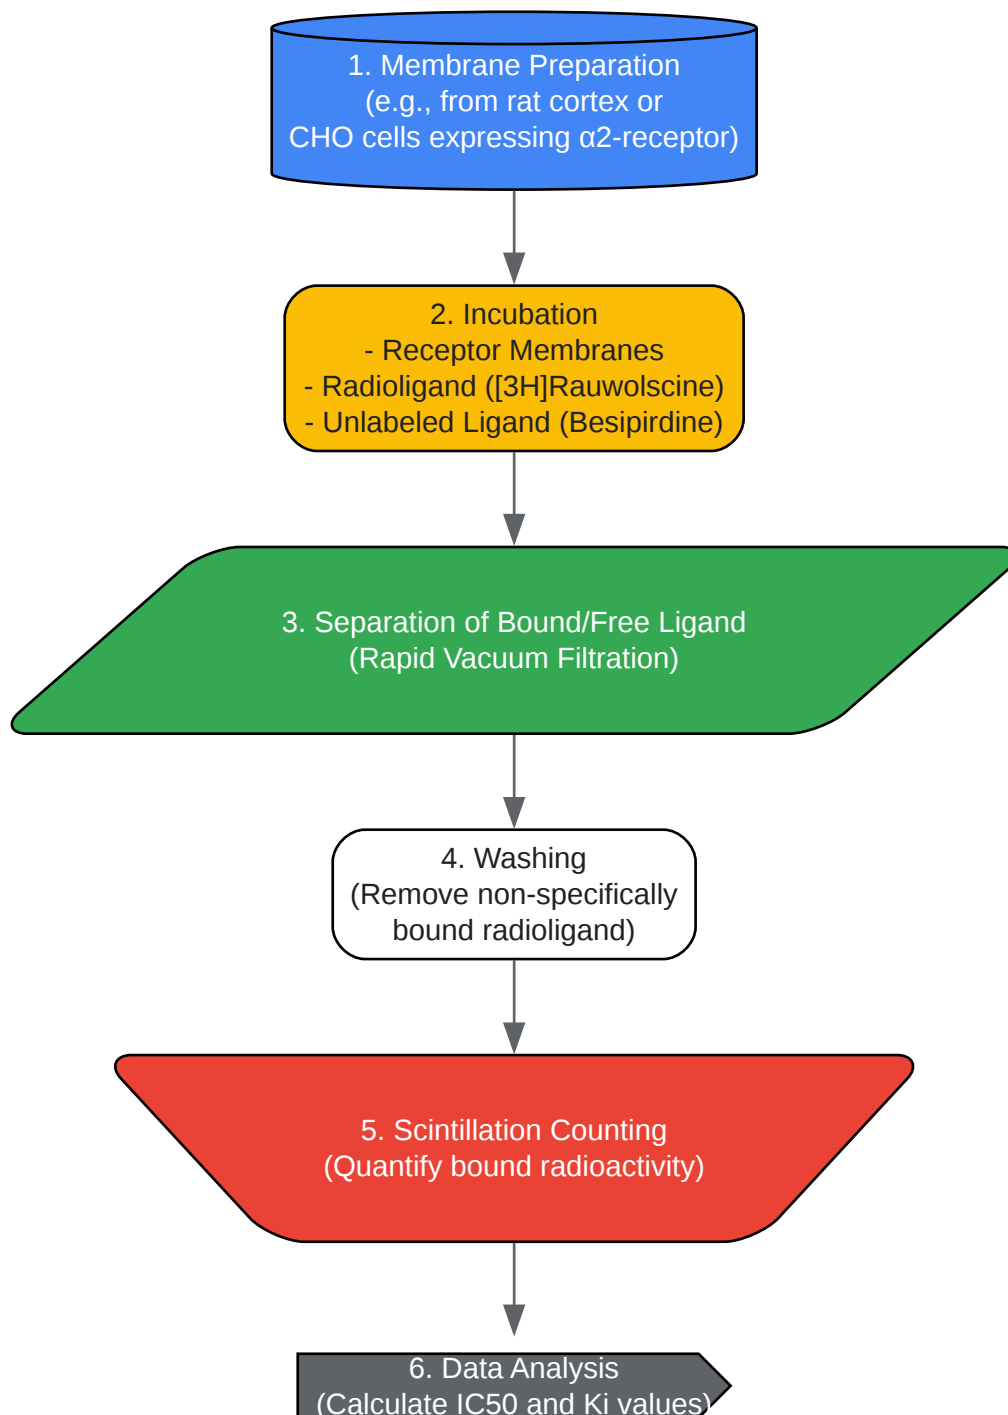 1. Membrane Preparation
(e.g., from rat cortex or
CHO cells expressing α2-receptor)
2. Incubation
- Receptor Membranes
- Radioligand ([3H]Rauwolscine)
- Unlabeled Ligand (Besipirdine)
3. Separation of Bound/Free Ligand
(Rapid Vacuum Filtration)
4. Washing
(Remove non-specifically
bound radioligand)
5. Scintillation Counting
(Quantify bound radioactivity)
6. Data Analysis
(Calculate IC50 and Ki values)